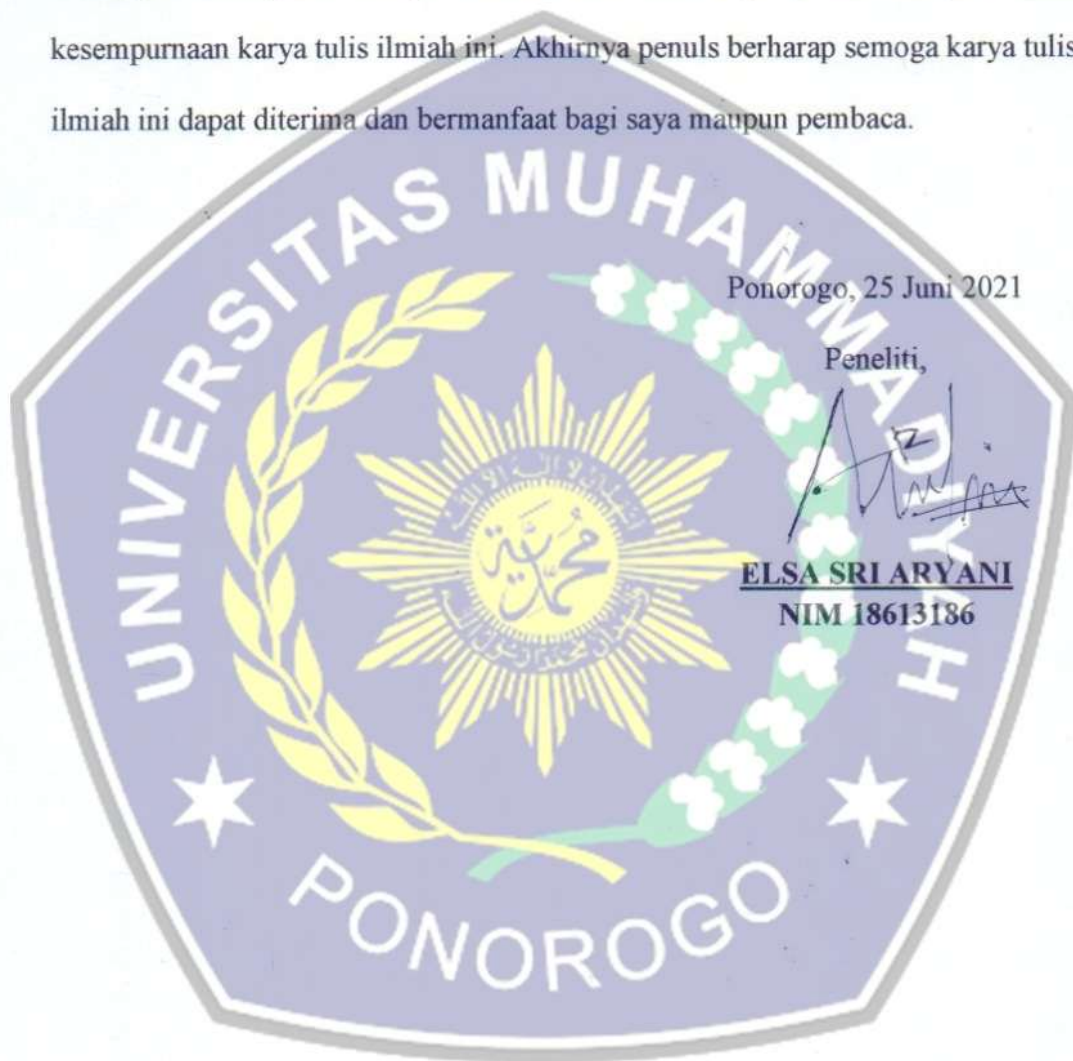 kesempurnaan karya tulis ilmiah ini. Akhirnya penuls berharap semoga karya tulis
ilmiah ini dapat diterima dan bermanfaat bagi saya maupun pembaca.
UNIVERSITAS MUHAMMADIYAH
Ponorogo, 25 Juni 2021
Peneliti,
ELSA SRI ARYANI
NIM 18613186
PONOROGO